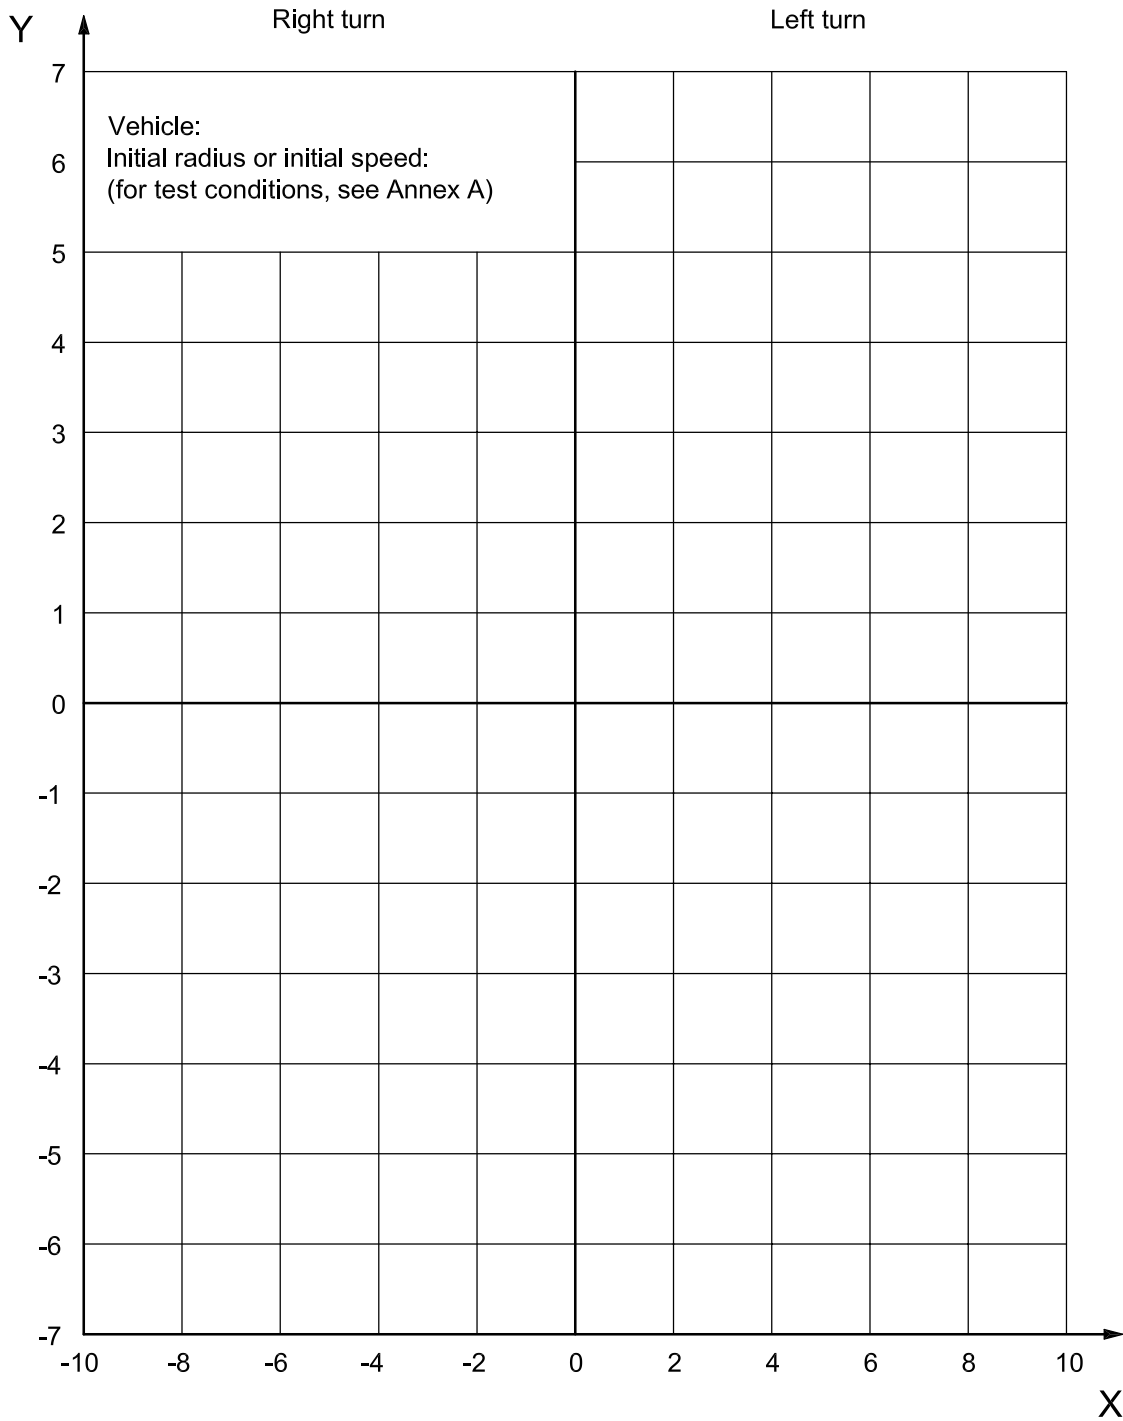 Y
Right turn Left turn
7
Vehicle:
Initial radius or initial speed:
(for test conditions, see Annex A)
6
5
4
3
2
1
0
-1
-2
-3
-4
-5
-6
-7
-10 -8 -6 -4 -2 0 2 4 6 8 10
X